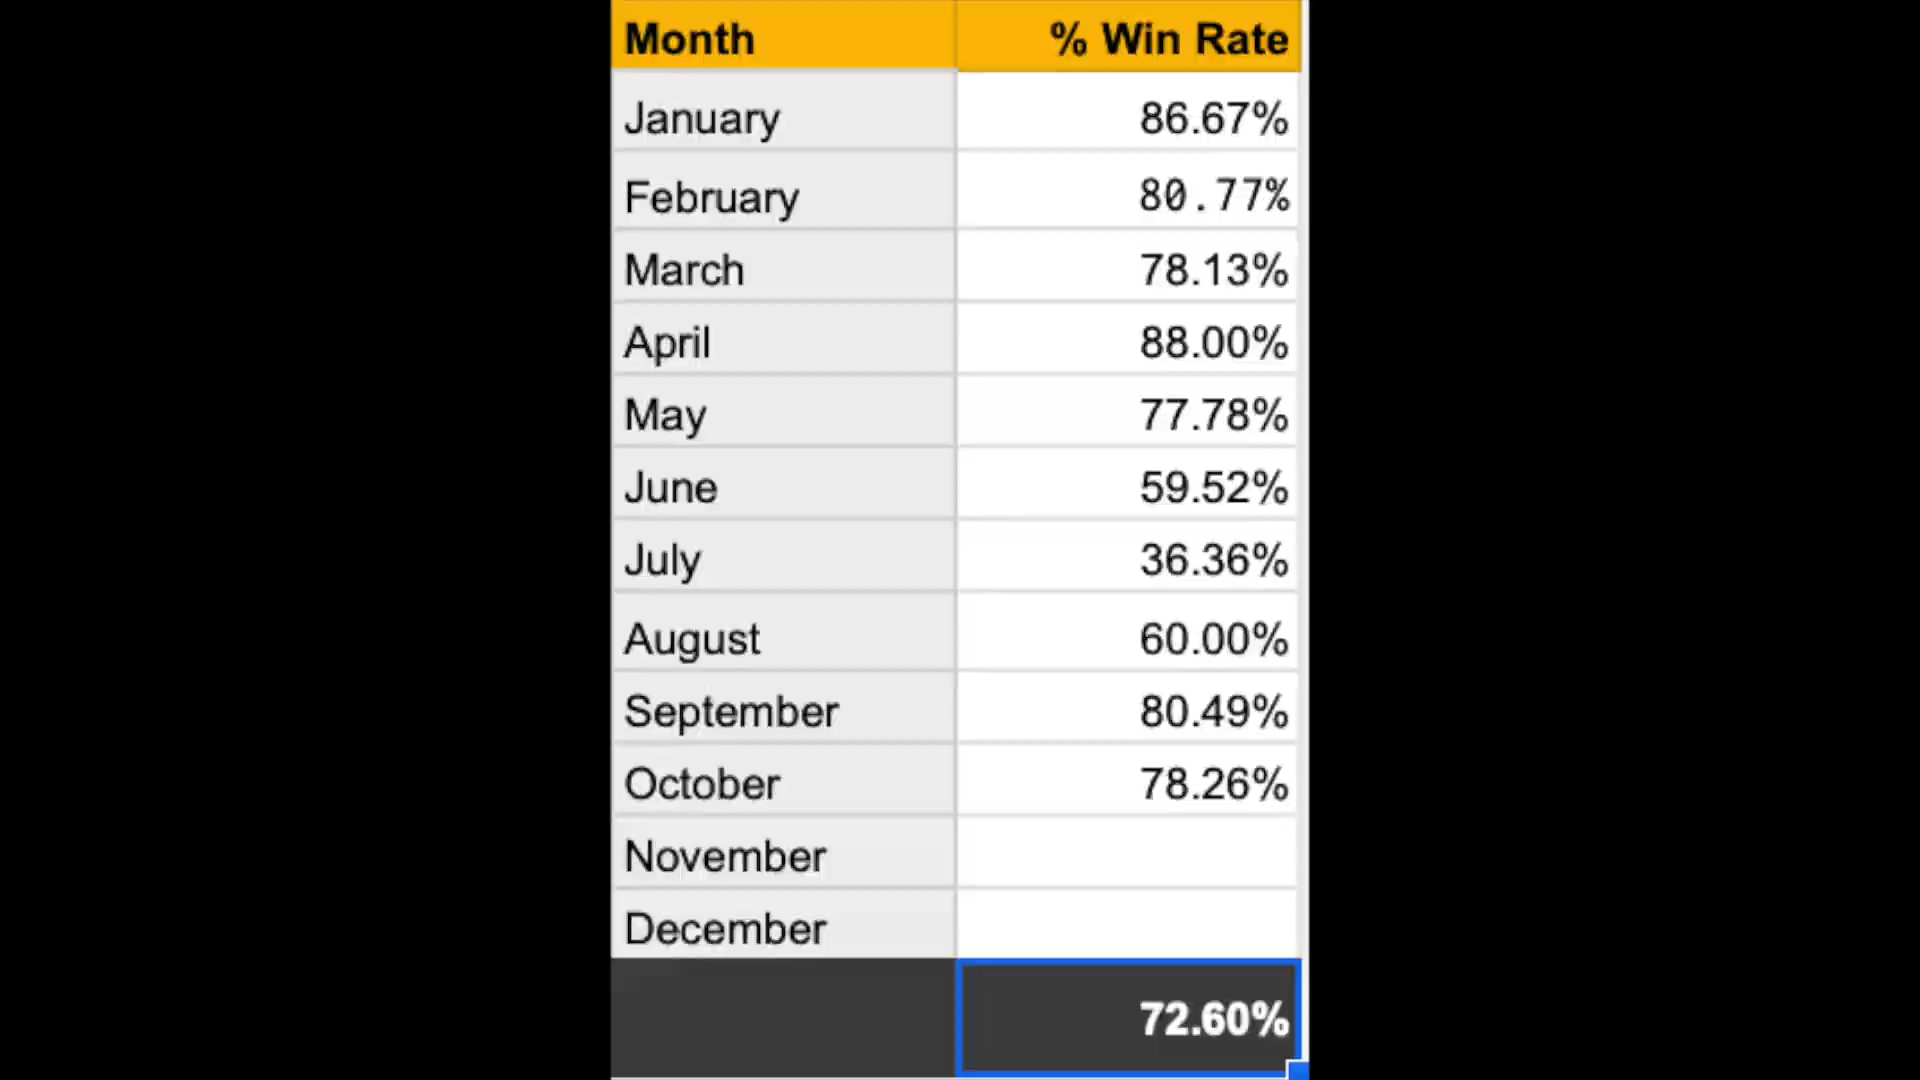 Month % Win Rate
January 86.67%
February 80.77%
March 78.13%
April 88.00%
May 77.78%
June 59.52%
July 36.36%
August 60.00%
September 80.49%
October 78.26%
November
December
72.60%